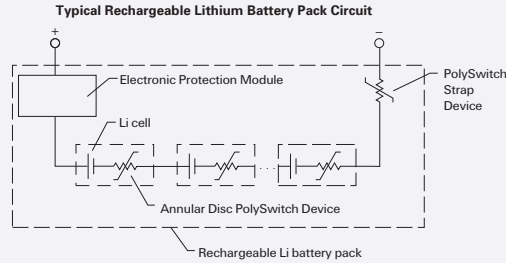 Typical Rechargeable Lithium Battery Pack Circuit
+
–
Electronic Protection Module
PolySwitch
Strap
Device
Li cell
Annular Disc PolySwitch Device
Rechargeable Li battery pack